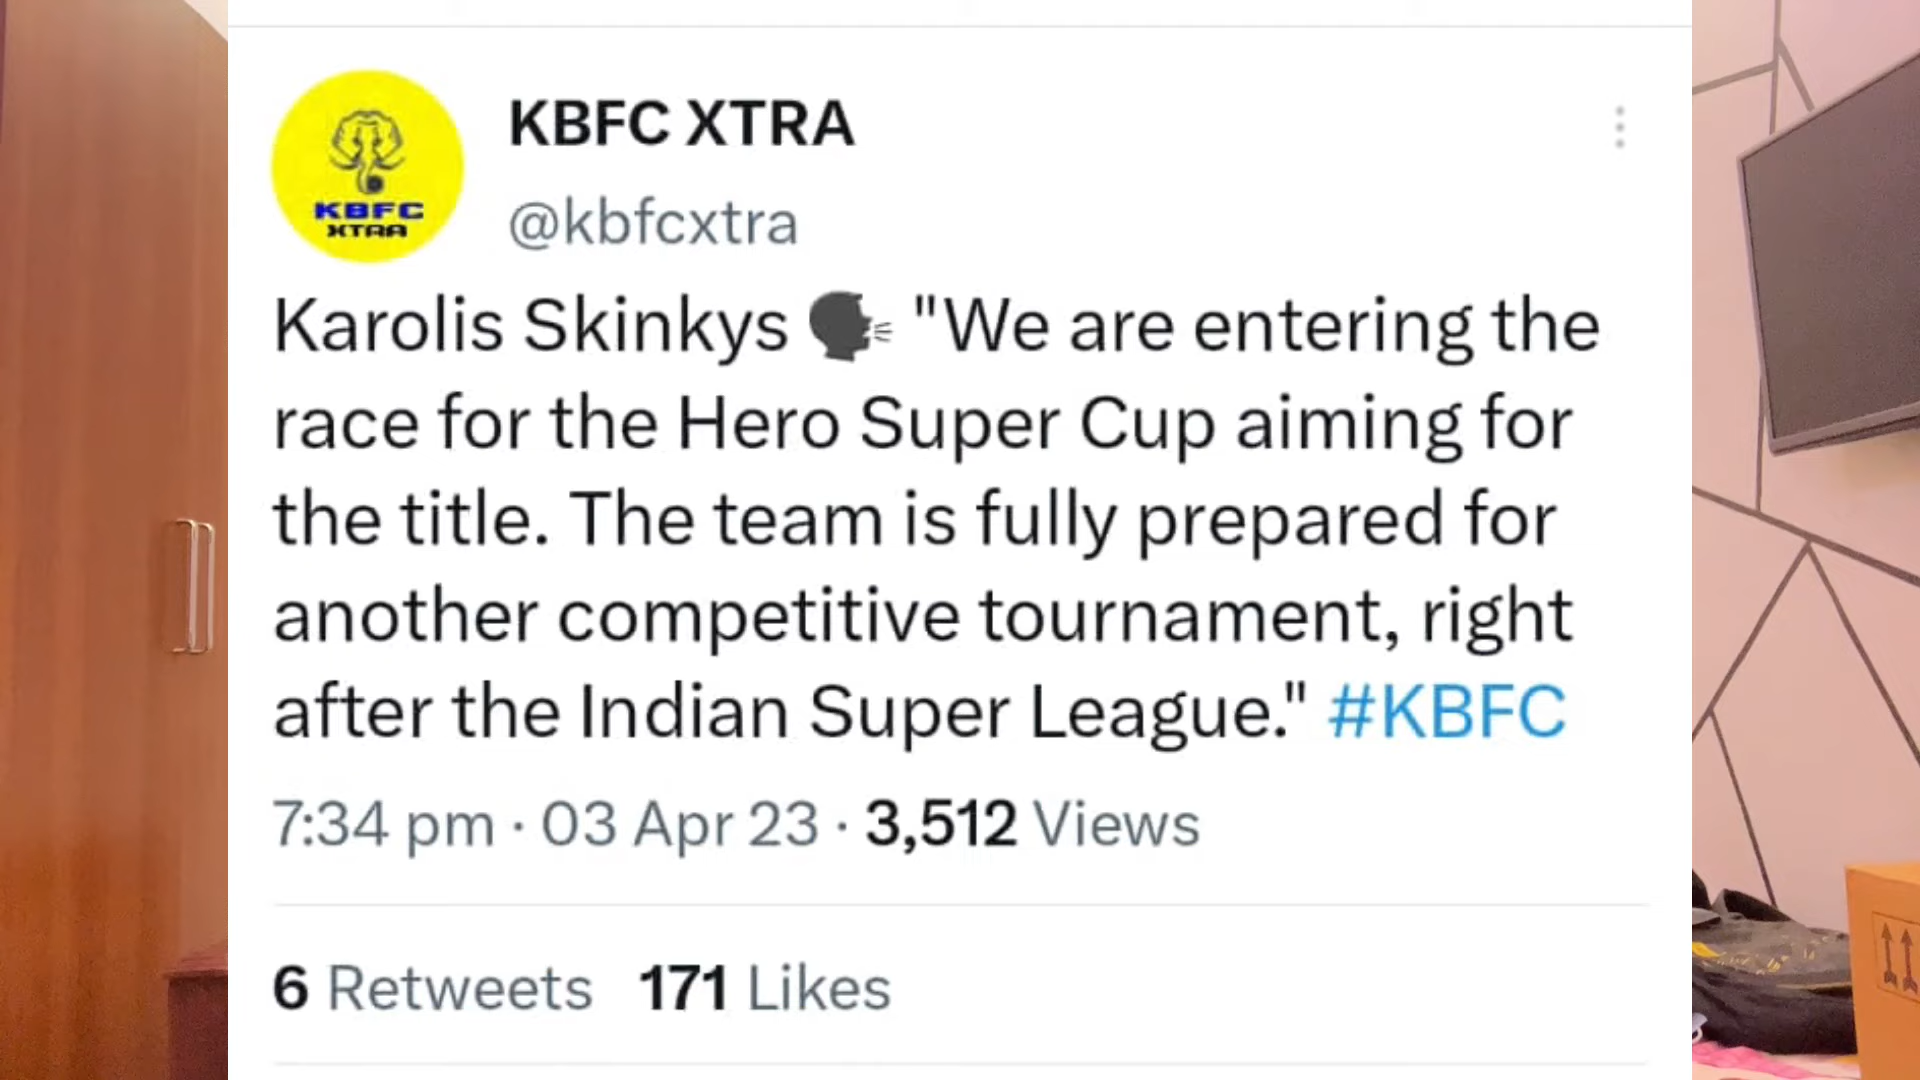 KBFC
XTRA
KBFC XTRA
@kbfcxtra
Karolis Skinkys 🗣 "We are entering the
race for the Hero Super Cup aiming for
the title. The team is fully prepared for
another competitive tournament, right
after the Indian Super League." #KBFC
7:34 pm · 03 Apr 23 · 3,512 Views
6 Retweets 171 Likes